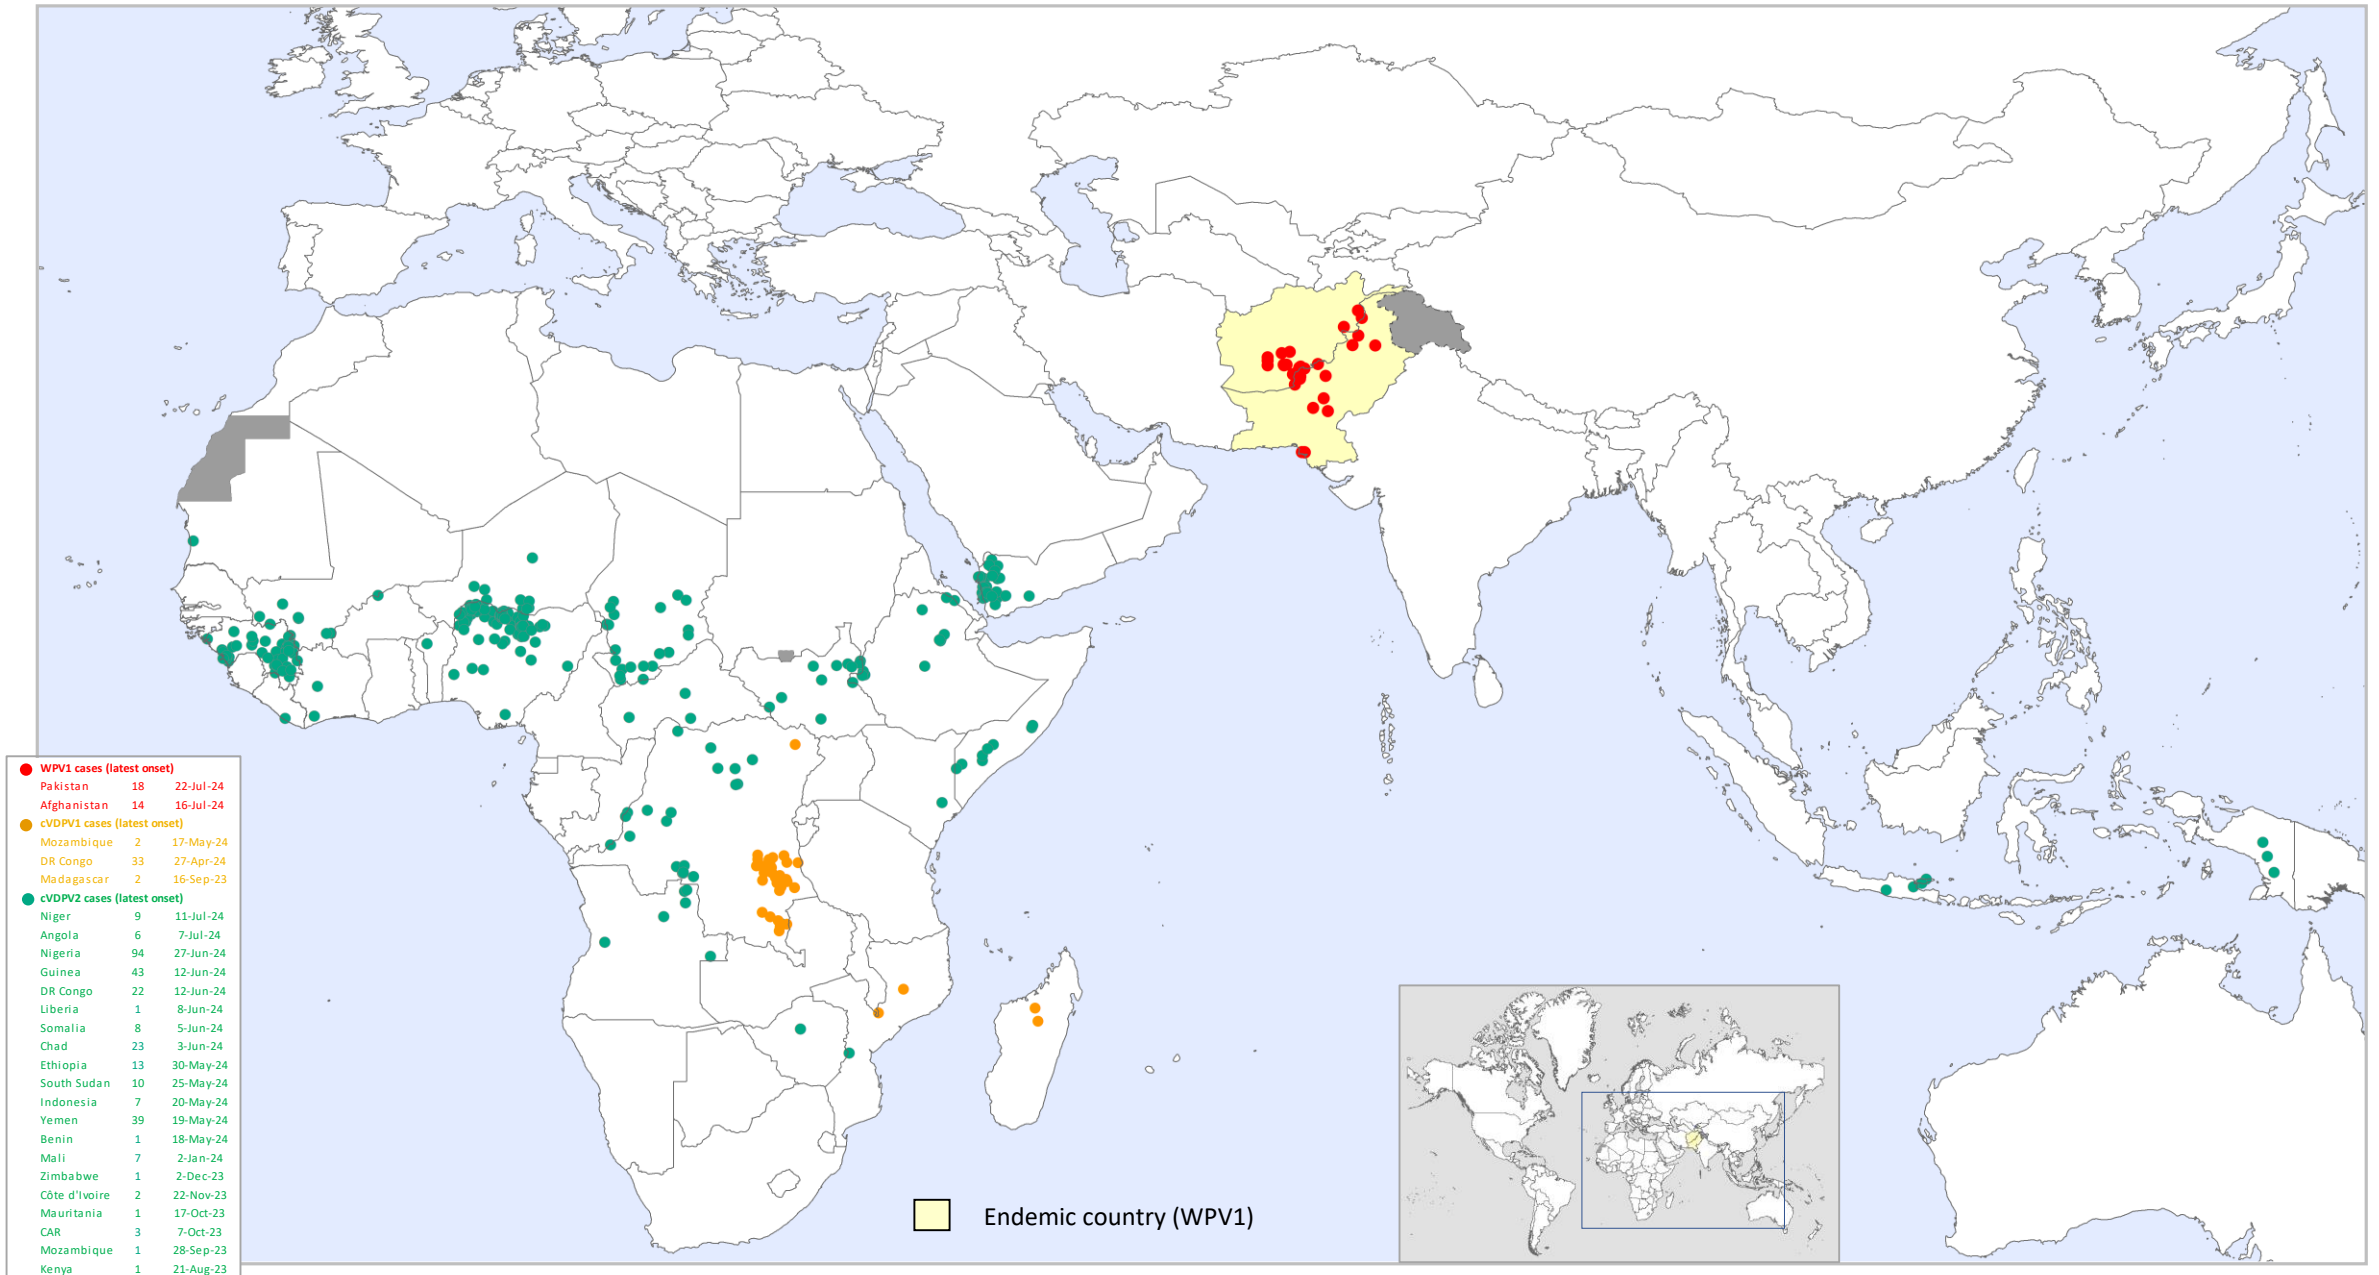 WPV1 cases (latest onset)
Pakistan 18 22-Jul-24
Afghanistan 14 16-Jul-24
cVDPV1 cases (latest onset)
Mozambique 2 17-May-24
DR Congo 33 27-Apr-24
Madagascar 2 16-Sep-23
cVDPV2 cases (latest onset)
Niger 9 11-Jul-24
Angola 6 7-Jul-24
Nigeria 94 27-Jun-24
Guinea 43 12-Jun-24
DR Congo 22 12-Jun-24
Liberia 1 8-Jun-24
Somalia 8 5-Jun-24
Chad 23 3-Jun-24
Ethiopia 13 30-May-24
South Sudan 10 25-May-24
Indonesia 7 20-May-24
Yemen 39 19-May-24
Benin 1 18-May-24
Mali 7 2-Jan-24
Zimbabwe 1 2-Dec-23
Côte d'Ivoire 2 22-Nov-23
Mauritania 1 17-Oct-23
CAR 3 7-Oct-23
Mozambique 1 28-Sep-23
Kenya 1 21-Aug-23
Endemic country (WPV1)